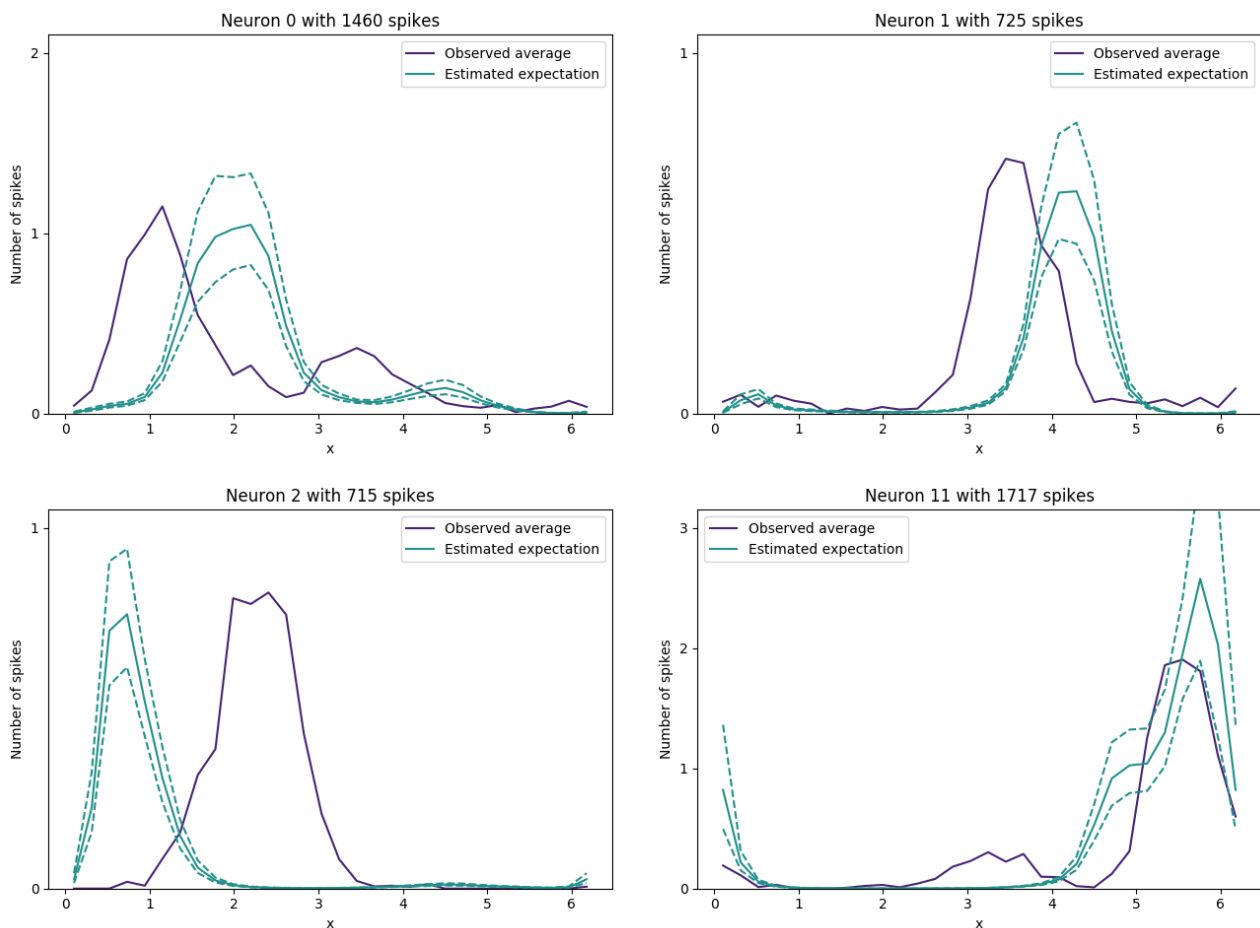 Neuron 0 with 1460 spikes
Number of spikes
2
1
0
Observed average
Estimated expectation
0 1 2 3 4 5 6
x
Neuron 1 with 725 spikes
Number of spikes
1
0
Observed average
Estimated expectation
0 1 2 3 4 5 6
x
Neuron 2 with 715 spikes
Number of spikes
1
0
Observed average
Estimated expectation
0 1 2 3 4 5 6
x
Neuron 11 with 1717 spikes
Number of spikes
3
2
1
0
Observed average
Estimated expectation
0 1 2 3 4 5 6
x